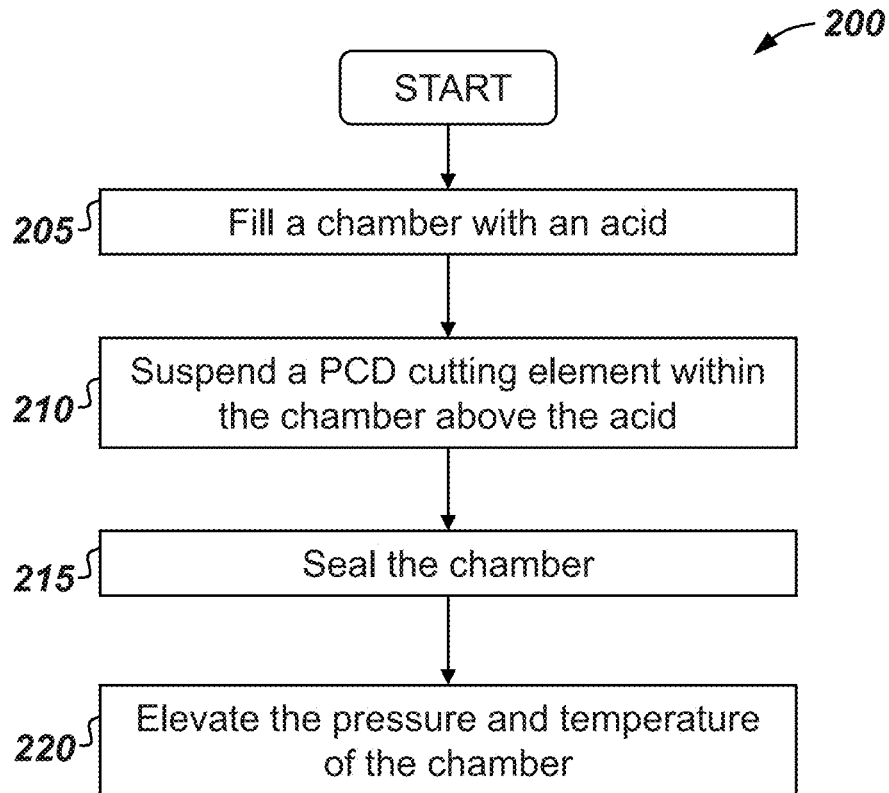 200
START
205
Fill a chamber with an acid
210
Suspend a PCD cutting element within
the chamber above the acid
215
Seal the chamber
220
Elevate the pressure and temperature
of the chamber